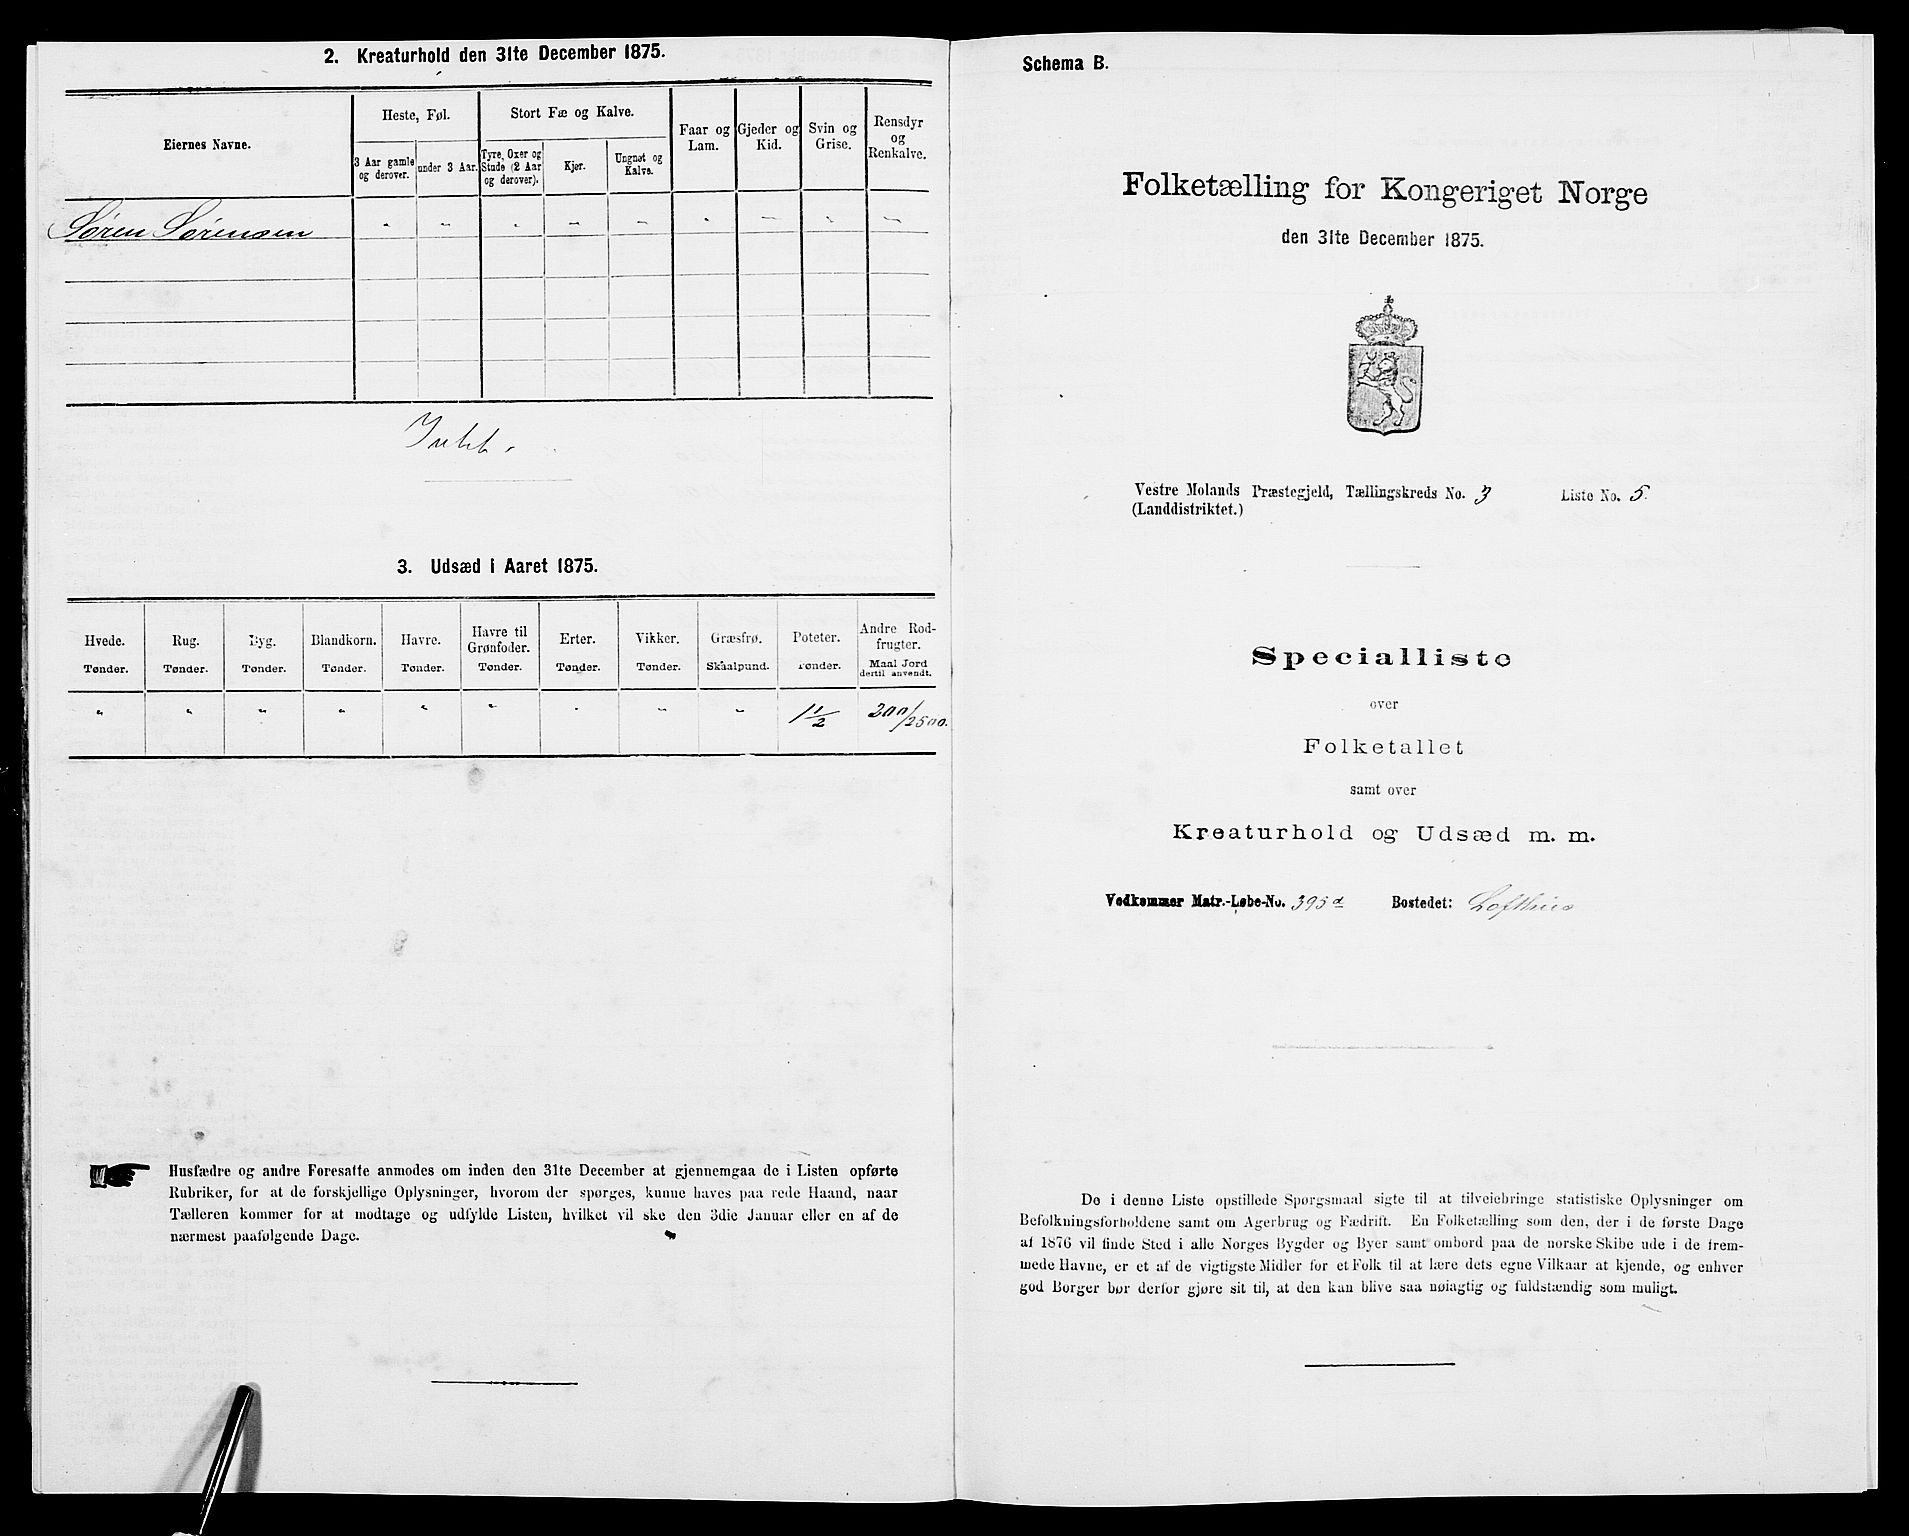 2. Kreaturhold den 31te December 1875.
Eiernes Navne.
Heste, Føl.
Stort Fæ og Kalve.
Faar og
Lam.
Gjeder og
Kid.
Svin og
Grise.
Rensdyr
og
Renkalve.
3 Aar gamle
og derover.
under 3 Aar.
Tyre, Oxer og
Stude (2 Aar
og derover).
Kjør.
Ungnøt og
Kalve.
Søren Sørensen " " " " " " " " "
3. Udsæd i Aaret 1875.
Hvede.
Tønder.
Rug.
Tønder.
Byg.
Tønder.
Blandkorn.
Tønder.
Havre.
Tønder.
Havre til
Grønfoder.
Tønder.
Erter.
Tønder.
Vikker.
Tønder.
Græsfrø.
Skaalpund.
Poteter.
Tønder.
Andre Rod-
frugter.
Maal Jord
dertil anvendt.
" " " " " " " " " 1 1/2 200/2500.
Husfædre og andre Foresatte anmodes om inden den 31te December at gjennemgaa de i Listen opførte
Rubriker, for at de forskjellige Oplysninger, hvorom der spørges, kunne haves paa rede Haand, naar
Tælleren kommer for at modtage og udfylde Listen, hvilket vil ske den 3die Januar eller en af de
nærmest paafølgende Dage.
Schema B.
Folketælling for Kongeriget Norge
den 31te December 1875.
Vestre Molands Præstegjeld, Tællingskreds No. 3 Liste No. 5.
(Landdistriktet.)
Specialliste
over
Folketallet
samt over
Kreaturhold og Udsæd m. m.
Vedkommer Matr.-Løbe-No. 395d Bostedet: Lofthus
De i denne Liste opstillede Spørgsmaal sigte til at tilveiebringe statistiske Oplysninger om
Befolkningsforholdene samt om Agerbrug og Fædrift. En Folketælling som den, der i de første Dage
af 1876 vil finde Sted i alle Norges Bygder og Byer samt ombord paa de norske Skibe ude i de frem-
mede Havne, er et af de vigtigste Midler for et Folk til at lære dets egne Vilkaar at kjende, og enhver
god Borger bør derfor gjøre sit til, at den kan blive saa nøiagtig og fuldstændig som muligt.